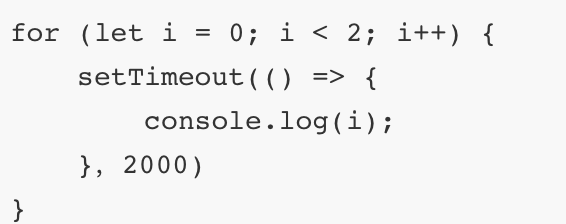 for (let i = 0; i < 2; i++) {
    setTimeout(() => {
        console.log(i);
    }, 2000)
}